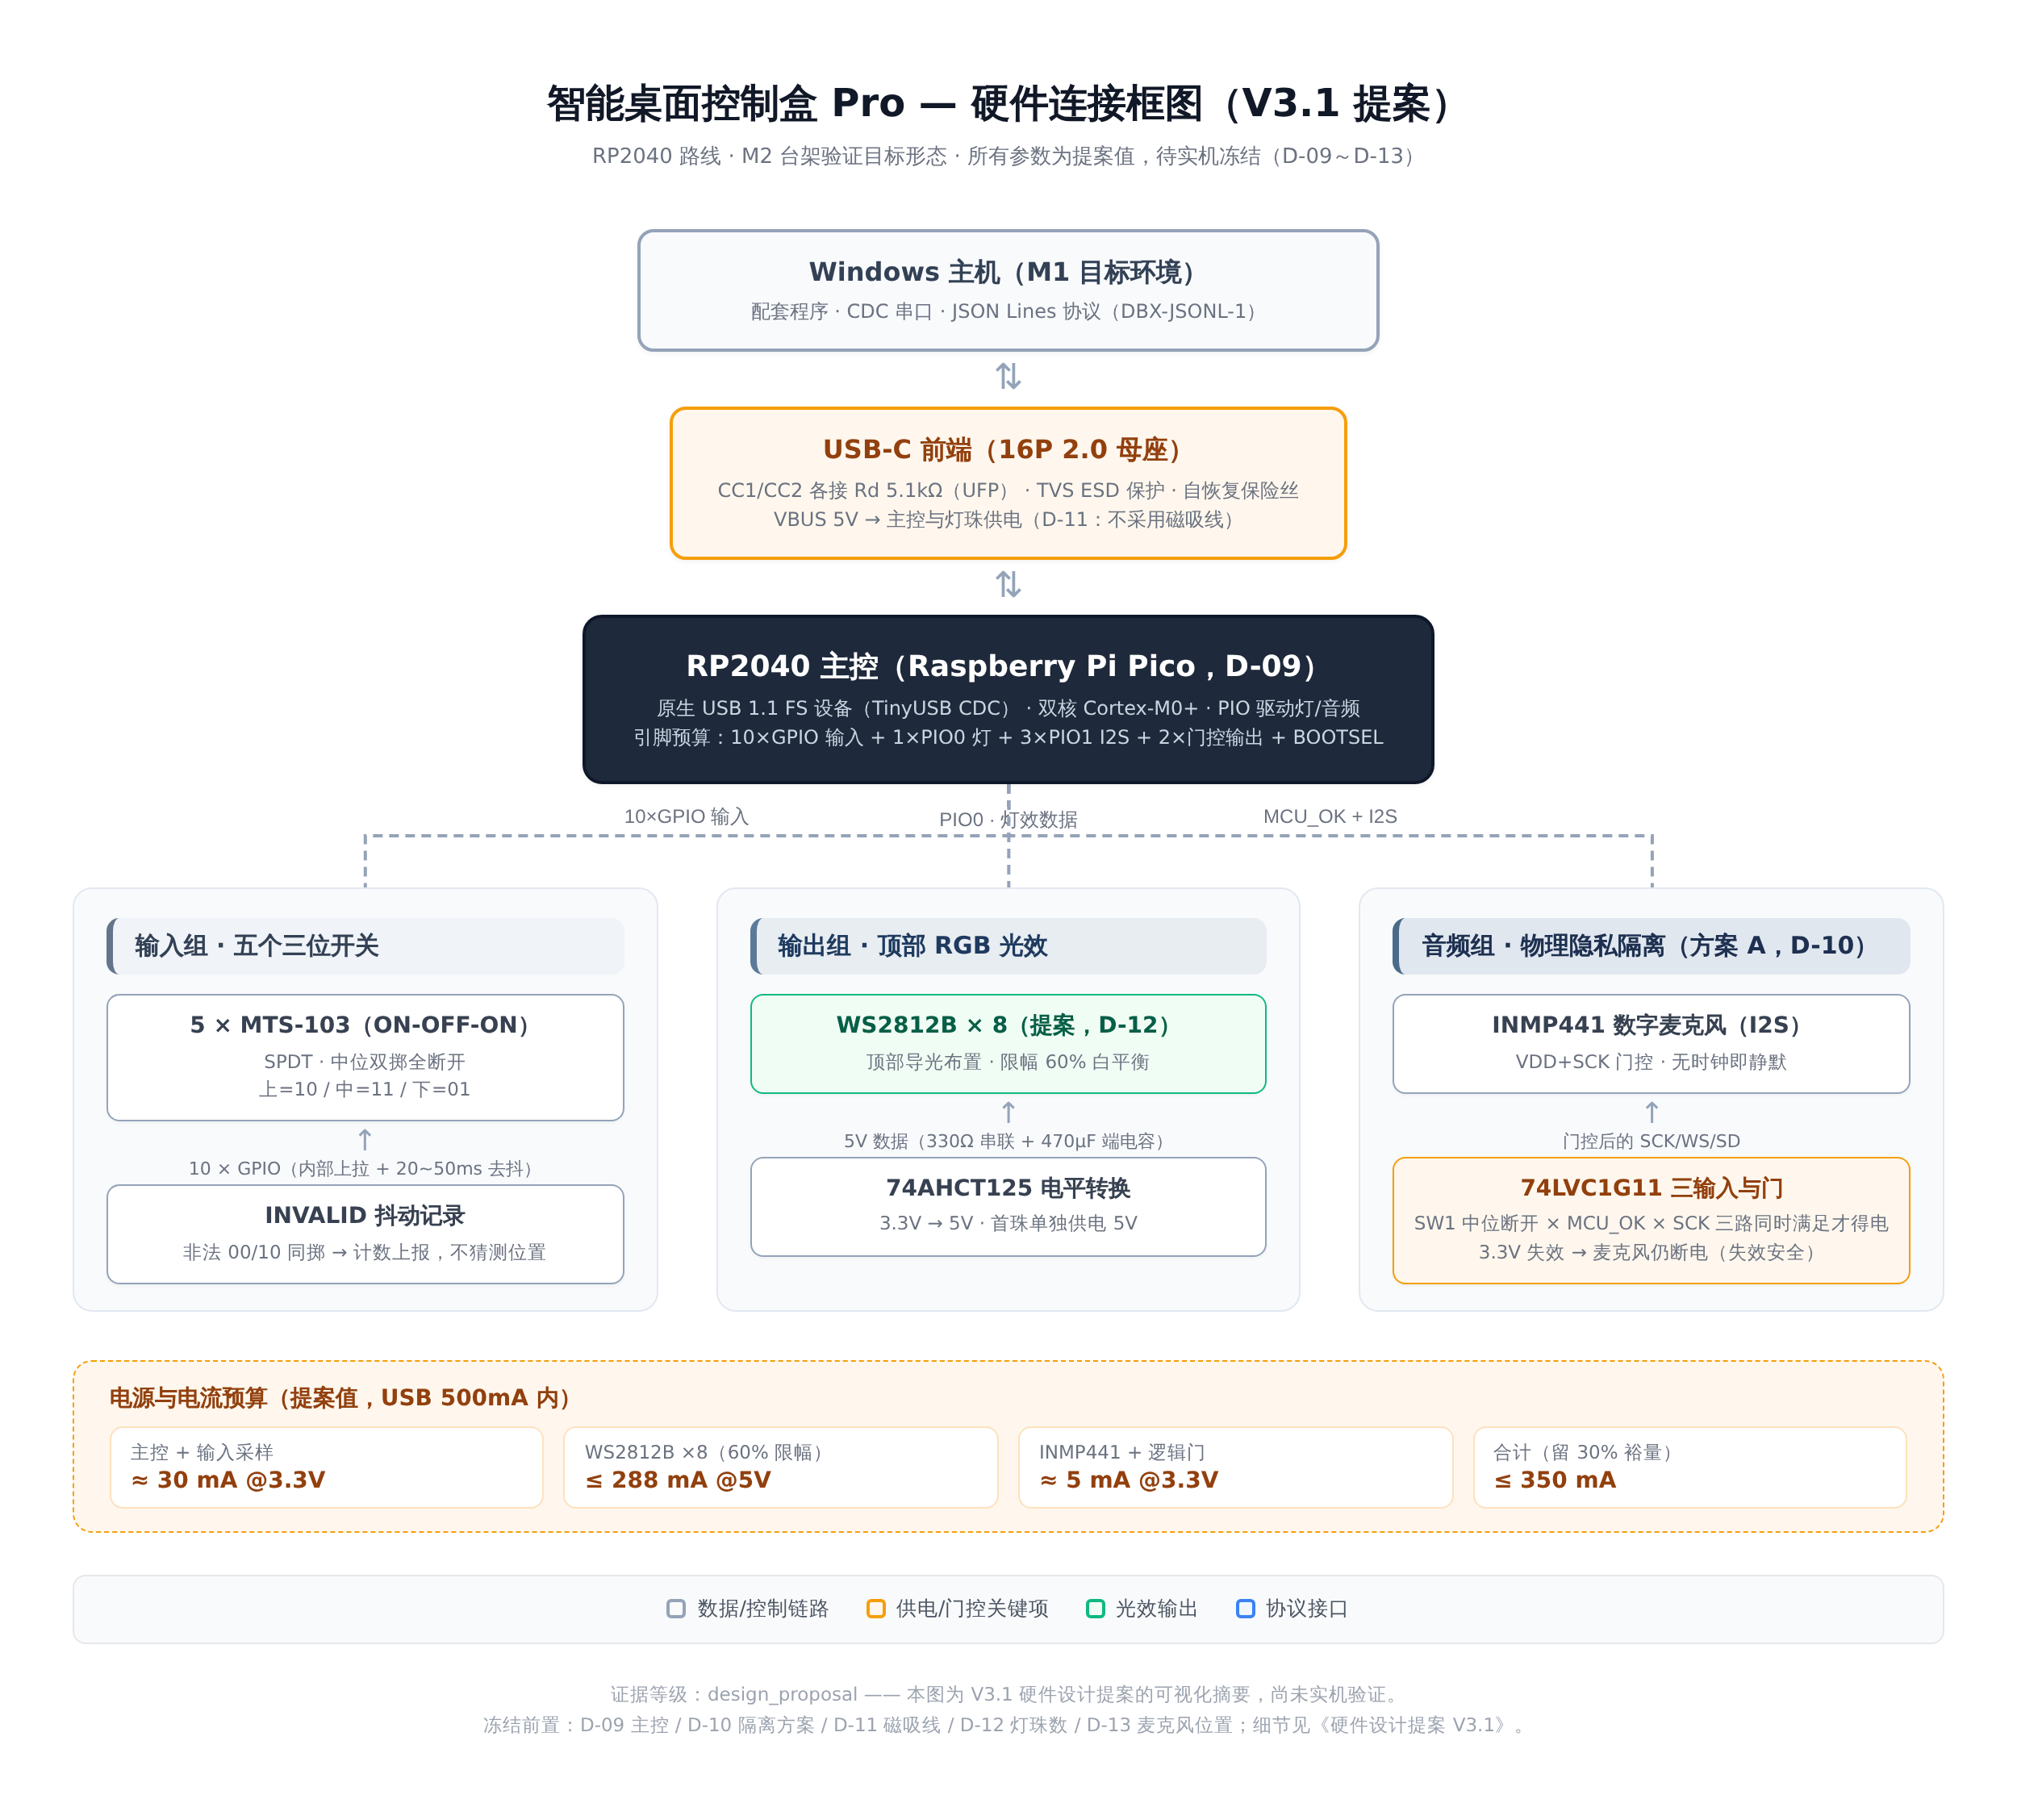 智能桌面控制盒 Pro — 硬件连接框图（V3.1 提案）
RP2040 路线 · M2 台架验证目标形态 · 所有参数为提案值，待实机冻结（D-09～D-13）
Windows 主机（M1 目标环境）
配套程序 · CDC 串口 · JSON Lines 协议（DBX-JSONL-1）
⇅
USB-C 前端（16P 2.0 母座）
CC1/CC2 各接 Rd 5.1kΩ（UFP） · TVS ESD 保护 · 自恢复保险丝
VBUS 5V → 主控与灯珠供电（D-11：不采用磁吸线）
⇅
RP2040 主控（Raspberry Pi Pico，D-09）
原生 USB 1.1 FS 设备（TinyUSB CDC） · 双核 Cortex-M0+ · PIO 驱动灯/音频
引脚预算：10×GPIO 输入 + 1×PIO0 灯 + 3×PIO1 I2S + 2×门控输出 + BOOTSEL
10×GPIO 输入
PIO0 · 灯效数据
MCU_OK + I2S
输入组 · 五个三位开关
5 × MTS-103（ON-OFF-ON）
SPDT · 中位双掷全断开
上=10 / 中=11 / 下=01
↑
10 × GPIO（内部上拉 + 20~50ms 去抖）
INVALID 抖动记录
非法 00/10 同掷 → 计数上报，不猜测位置
输出组 · 顶部 RGB 光效
WS2812B × 8（提案，D-12）
顶部导光布置 · 限幅 60% 白平衡
↑
5V 数据（330Ω 串联 + 470µF 端电容）
74AHCT125 电平转换
3.3V → 5V · 首珠单独供电 5V
音频组 · 物理隐私隔离（方案 A，D-10）
INMP441 数字麦克风（I2S）
VDD+SCK 门控 · 无时钟即静默
↑
门控后的 SCK/WS/SD
74LVC1G11 三输入与门
SW1 中位断开 × MCU_OK × SCK 三路同时满足才得电
3.3V 失效 → 麦克风仍断电（失效安全）
电源与电流预算（提案值，USB 500mA 内）
主控 + 输入采样
≈ 30 mA @3.3V
WS2812B ×8（60% 限幅）
≤ 288 mA @5V
INMP441 + 逻辑门
≈ 5 mA @3.3V
合计（留 30% 裕量）
≤ 350 mA
数据/控制链路
供电/门控关键项
光效输出
协议接口
证据等级：design_proposal —— 本图为 V3.1 硬件设计提案的可视化摘要，尚未实机验证。
冻结前置：D-09 主控 / D-10 隔离方案 / D-11 磁吸线 / D-12 灯珠数 / D-13 麦克风位置；细节见《硬件设计提案 V3.1》。